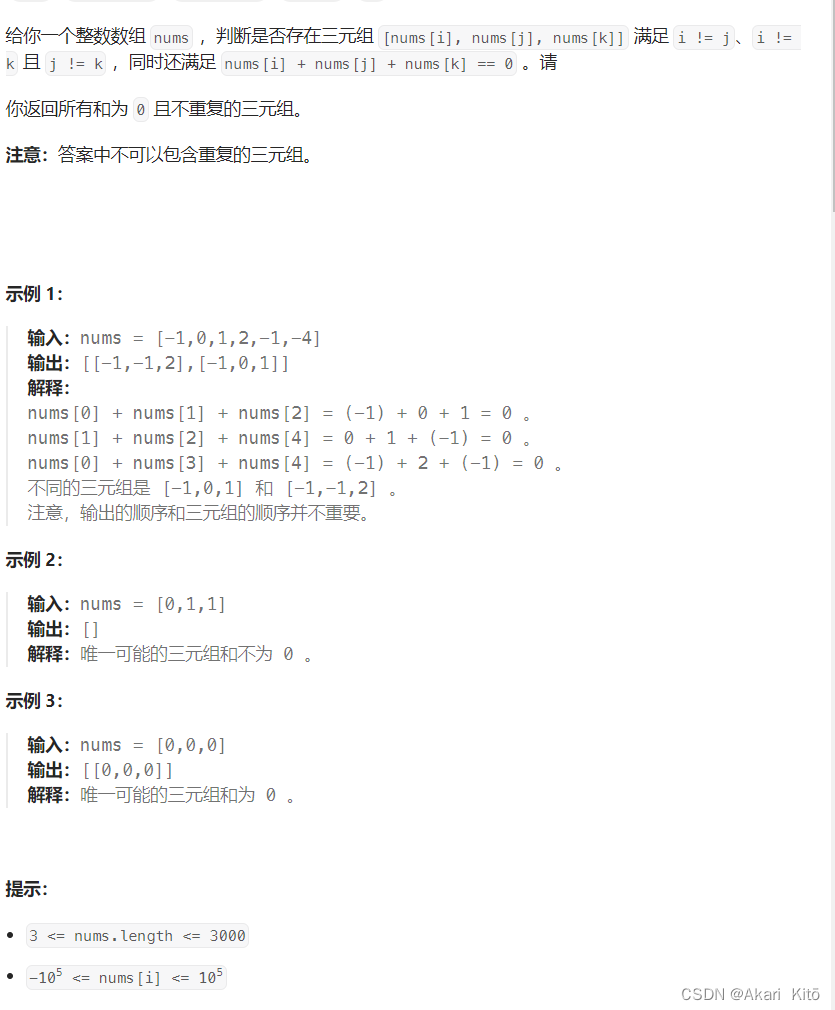 给你一个整数数组 nums ，判断是否存在三元组 [nums[i], nums[j], nums[k]] 满足 i != j、i !=
k 且 j != k ，同时还满足 nums[i] + nums[j] + nums[k] == 0 。请
你返回所有和为 0 且不重复的三元组。
注意：答案中不可以包含重复的三元组。
示例 1：
输入：nums = [-1,0,1,2,-1,-4]
输出：[[-1,-1,2],[-1,0,1]]
解释：
nums[0] + nums[1] + nums[2] = (-1) + 0 + 1 = 0 。
nums[1] + nums[2] + nums[4] = 0 + 1 + (-1) = 0 。
nums[0] + nums[3] + nums[4] = (-1) + 2 + (-1) = 0 。
不同的三元组是 [-1,0,1] 和 [-1,-1,2] 。
注意，输出的顺序和三元组的顺序并不重要。
示例 2：
输入：nums = [0,1,1]
输出：[]
解释：唯一可能的三元组和不为 0 。
示例 3：
输入：nums = [0,0,0]
输出：[[0,0,0]]
解释：唯一可能的三元组和为 0 。
提示：
• 3 <= nums.length <= 3000
• -10⁵ <= nums[i] <= 10⁵
CSDN @Akari Kitō